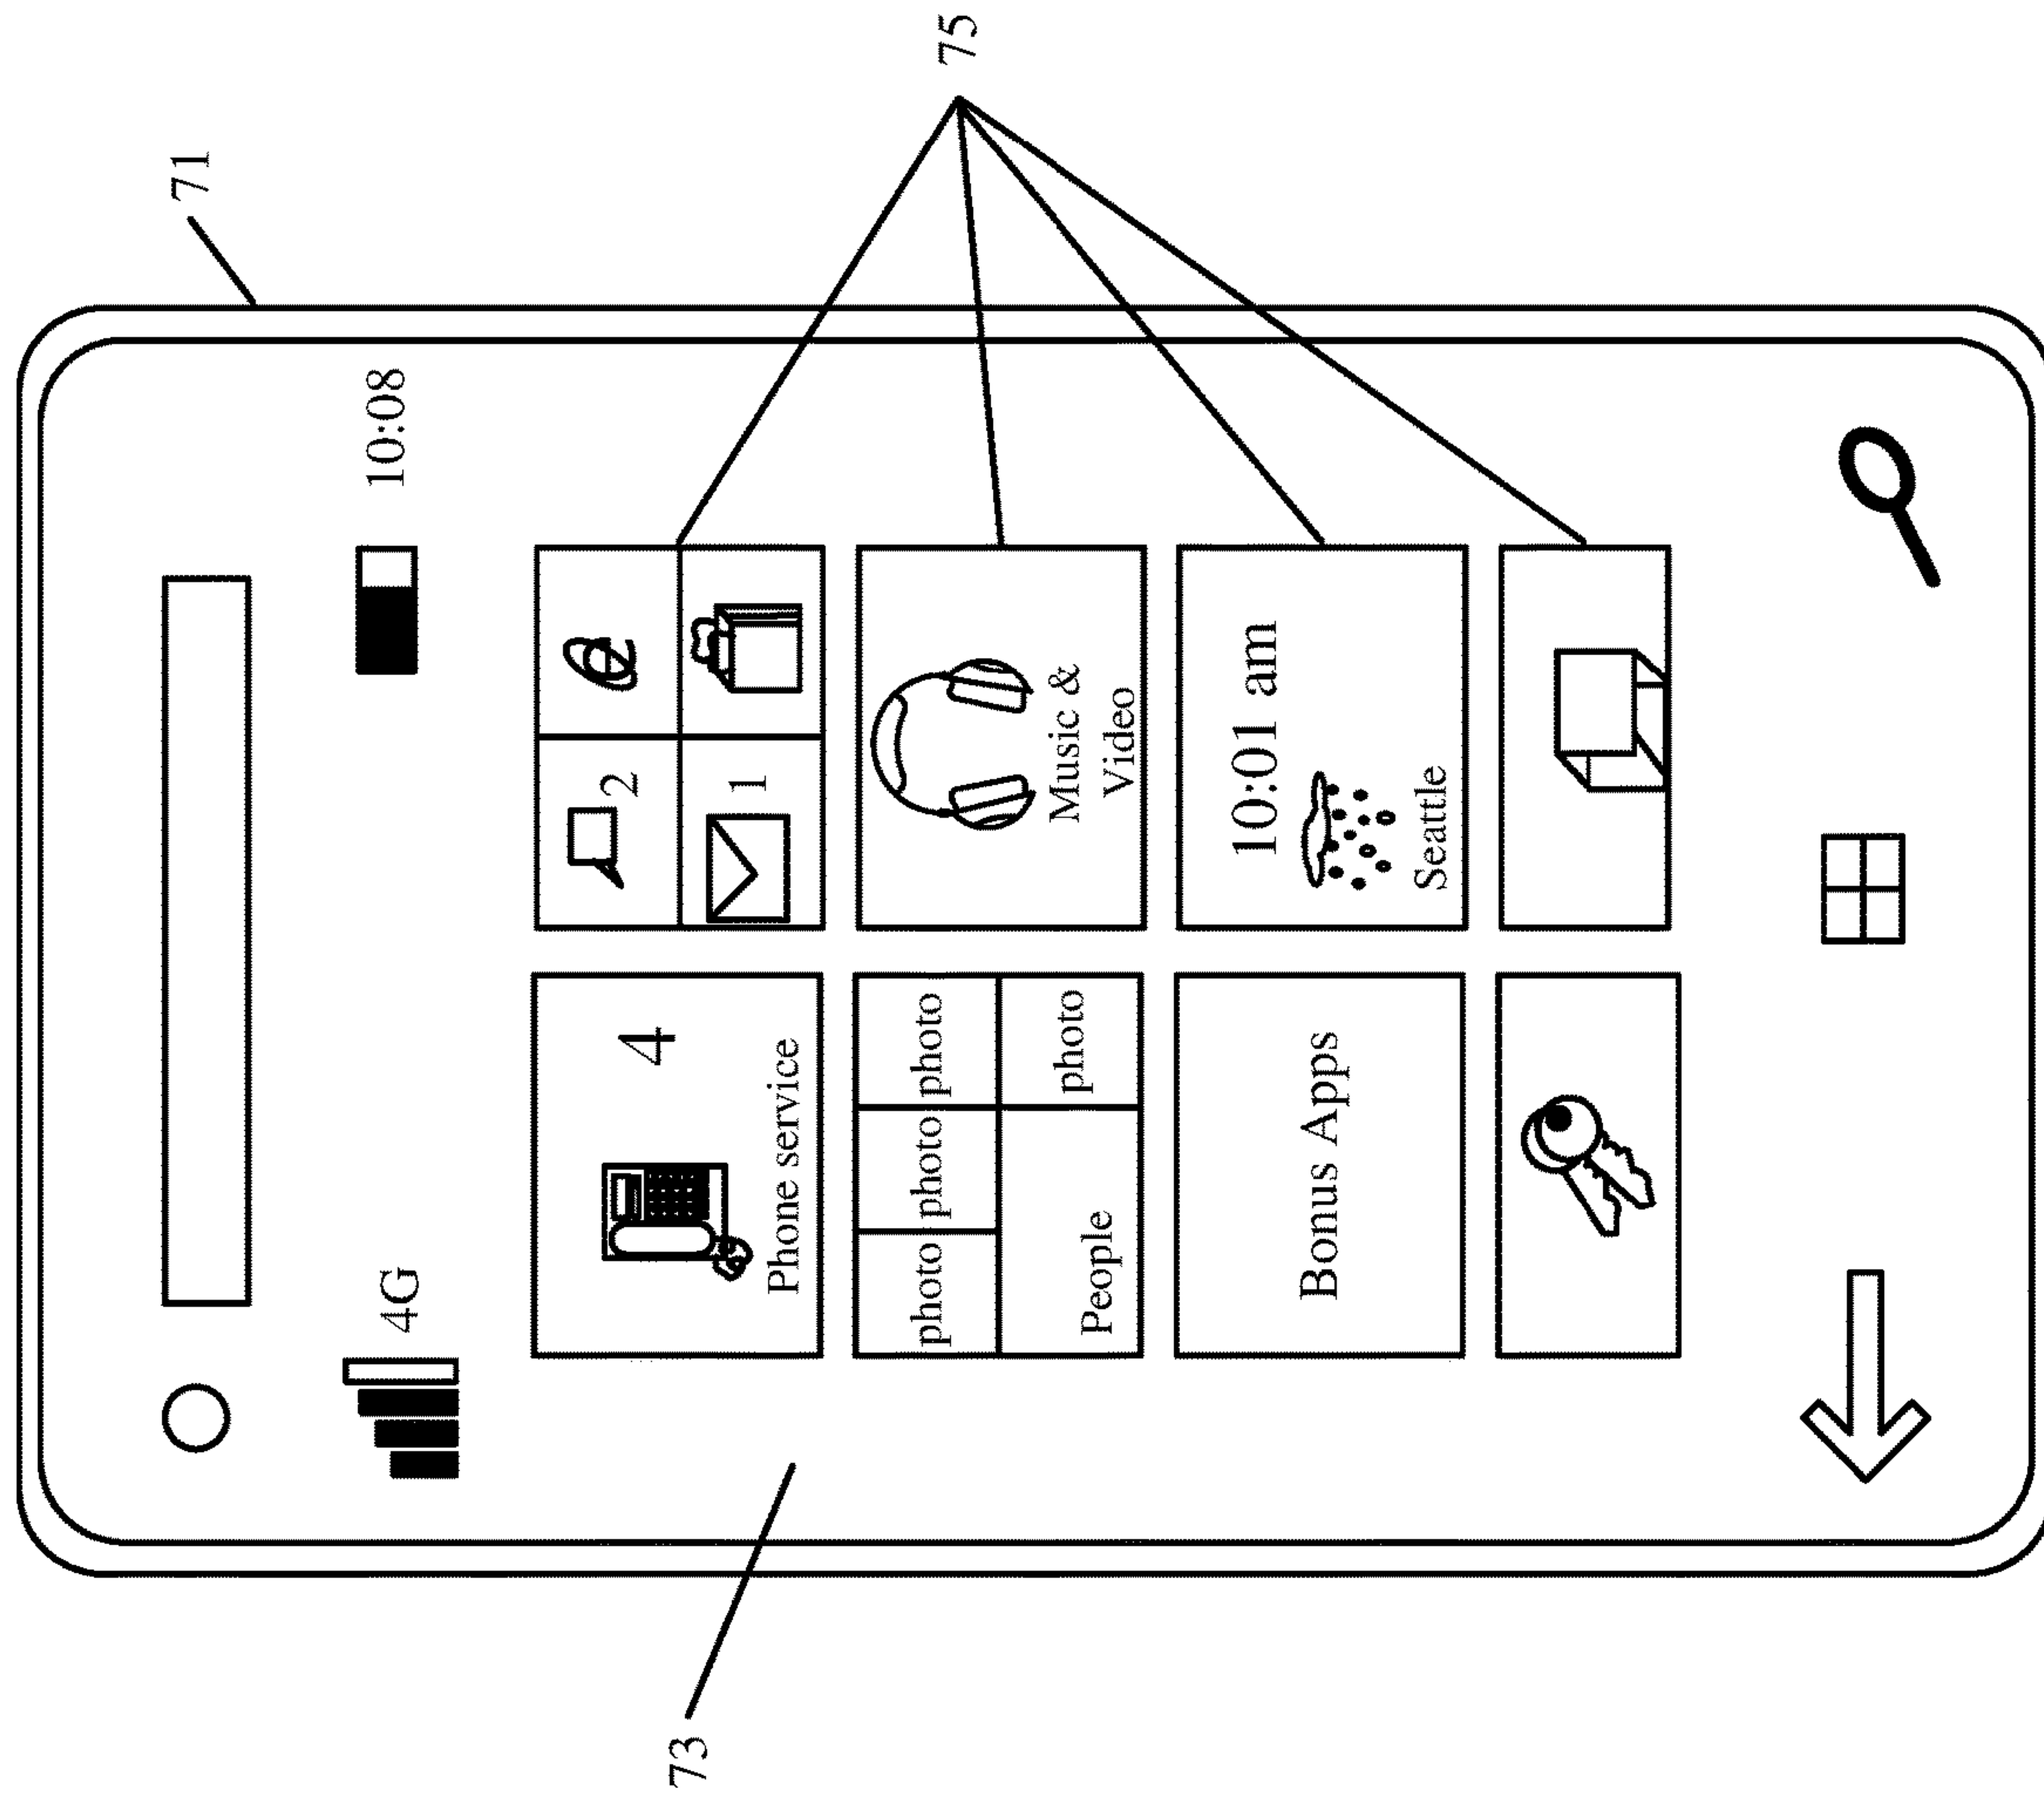 71
4G
10:08
75
4
Phone service
2
1
photo photo photo
People photo
Music &
Video
Bonus Apps
10:01 am
Seattle
73